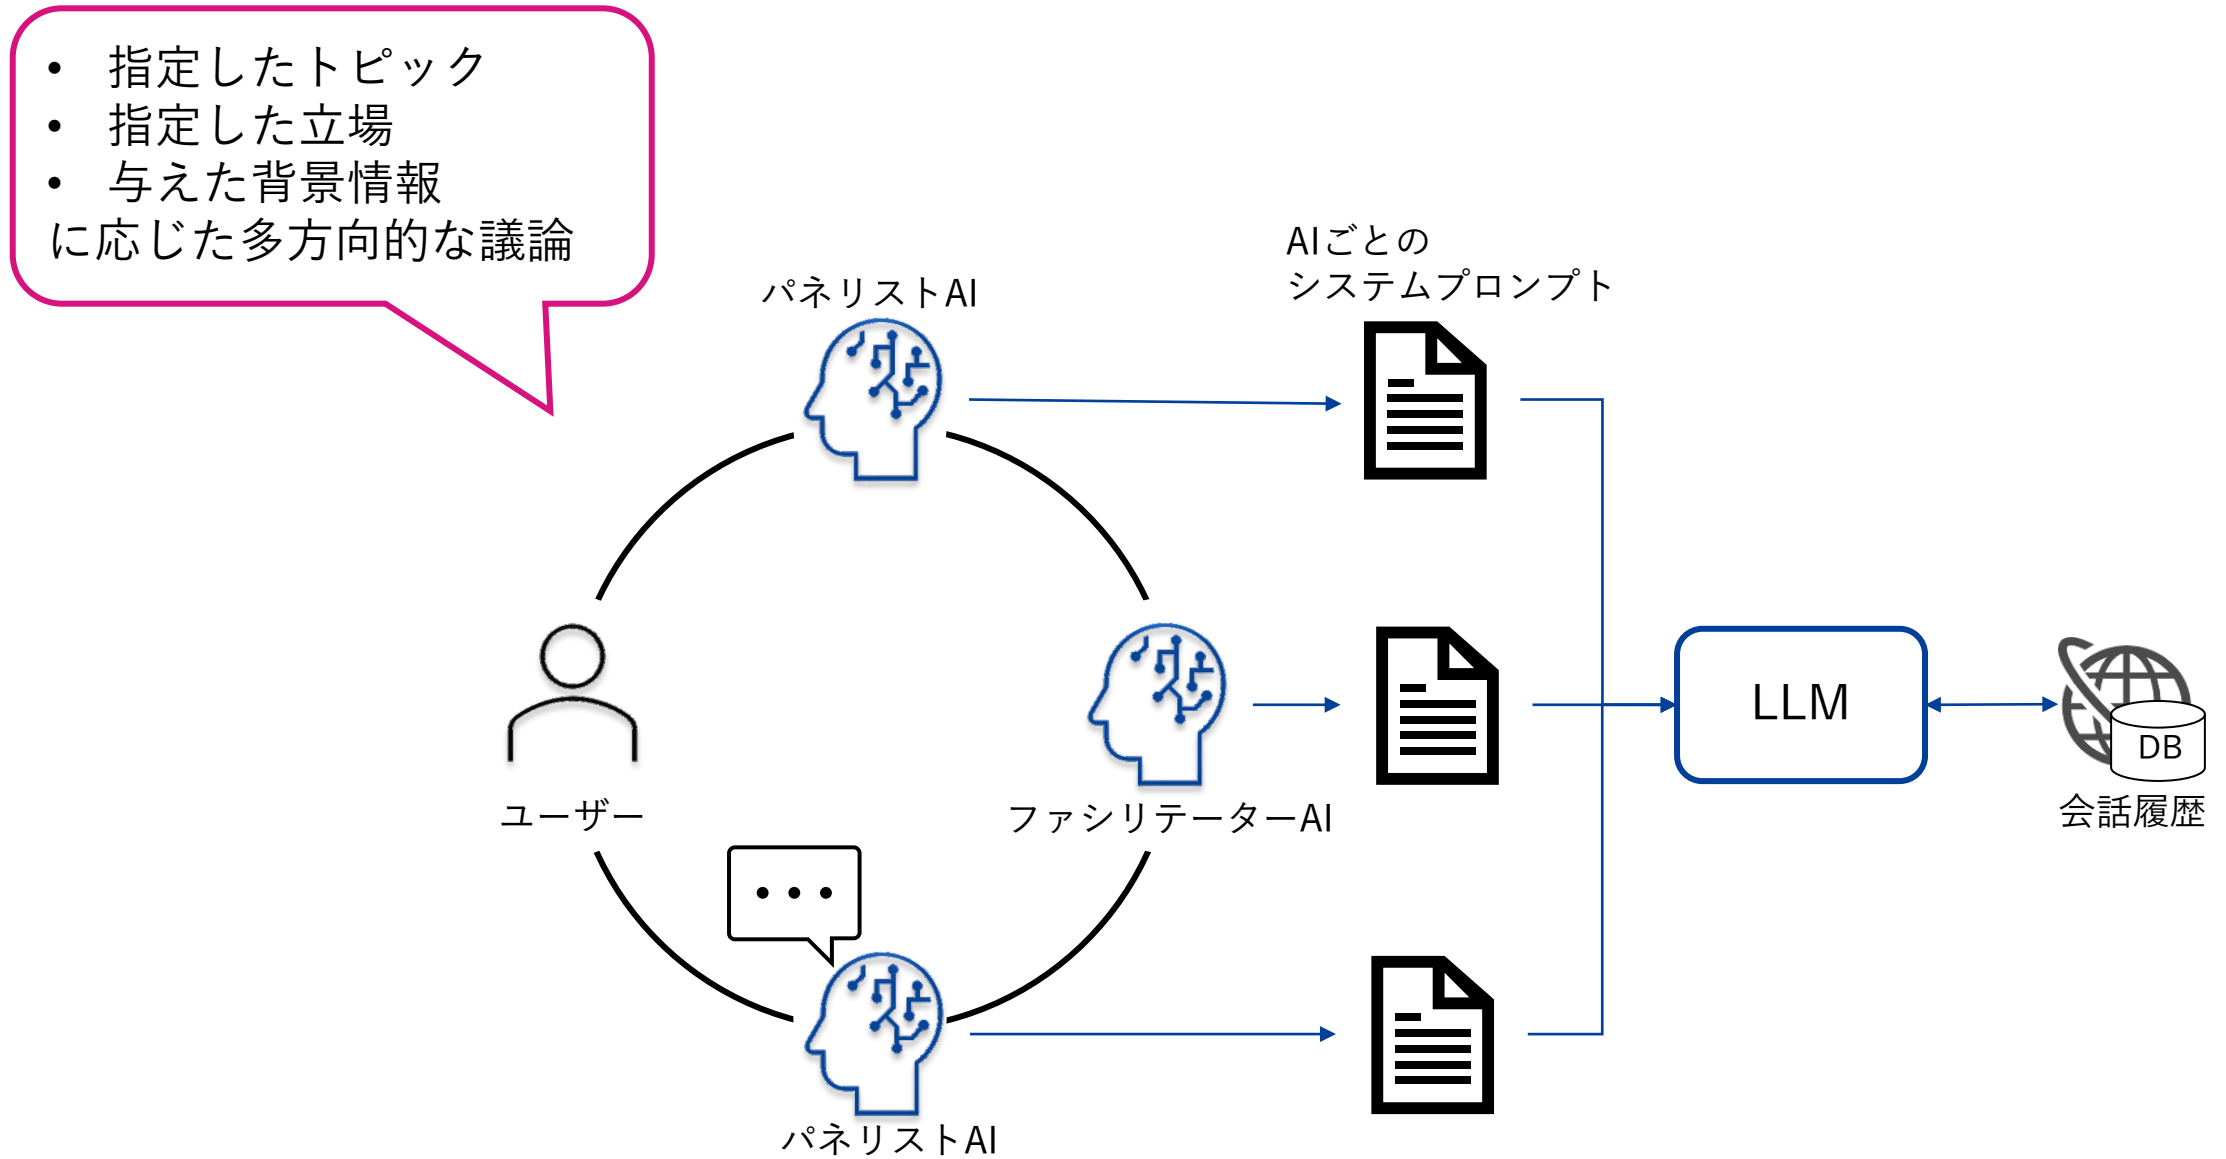 • 指定したトピック
• 指定した立場
• 与えた背景情報
に応じた多方向的な議論
AIごとの
システムプロンプト
パネリストAI
LLM
DB
会話履歴
ユーザー
ファシリテーターAI
パネリストAI